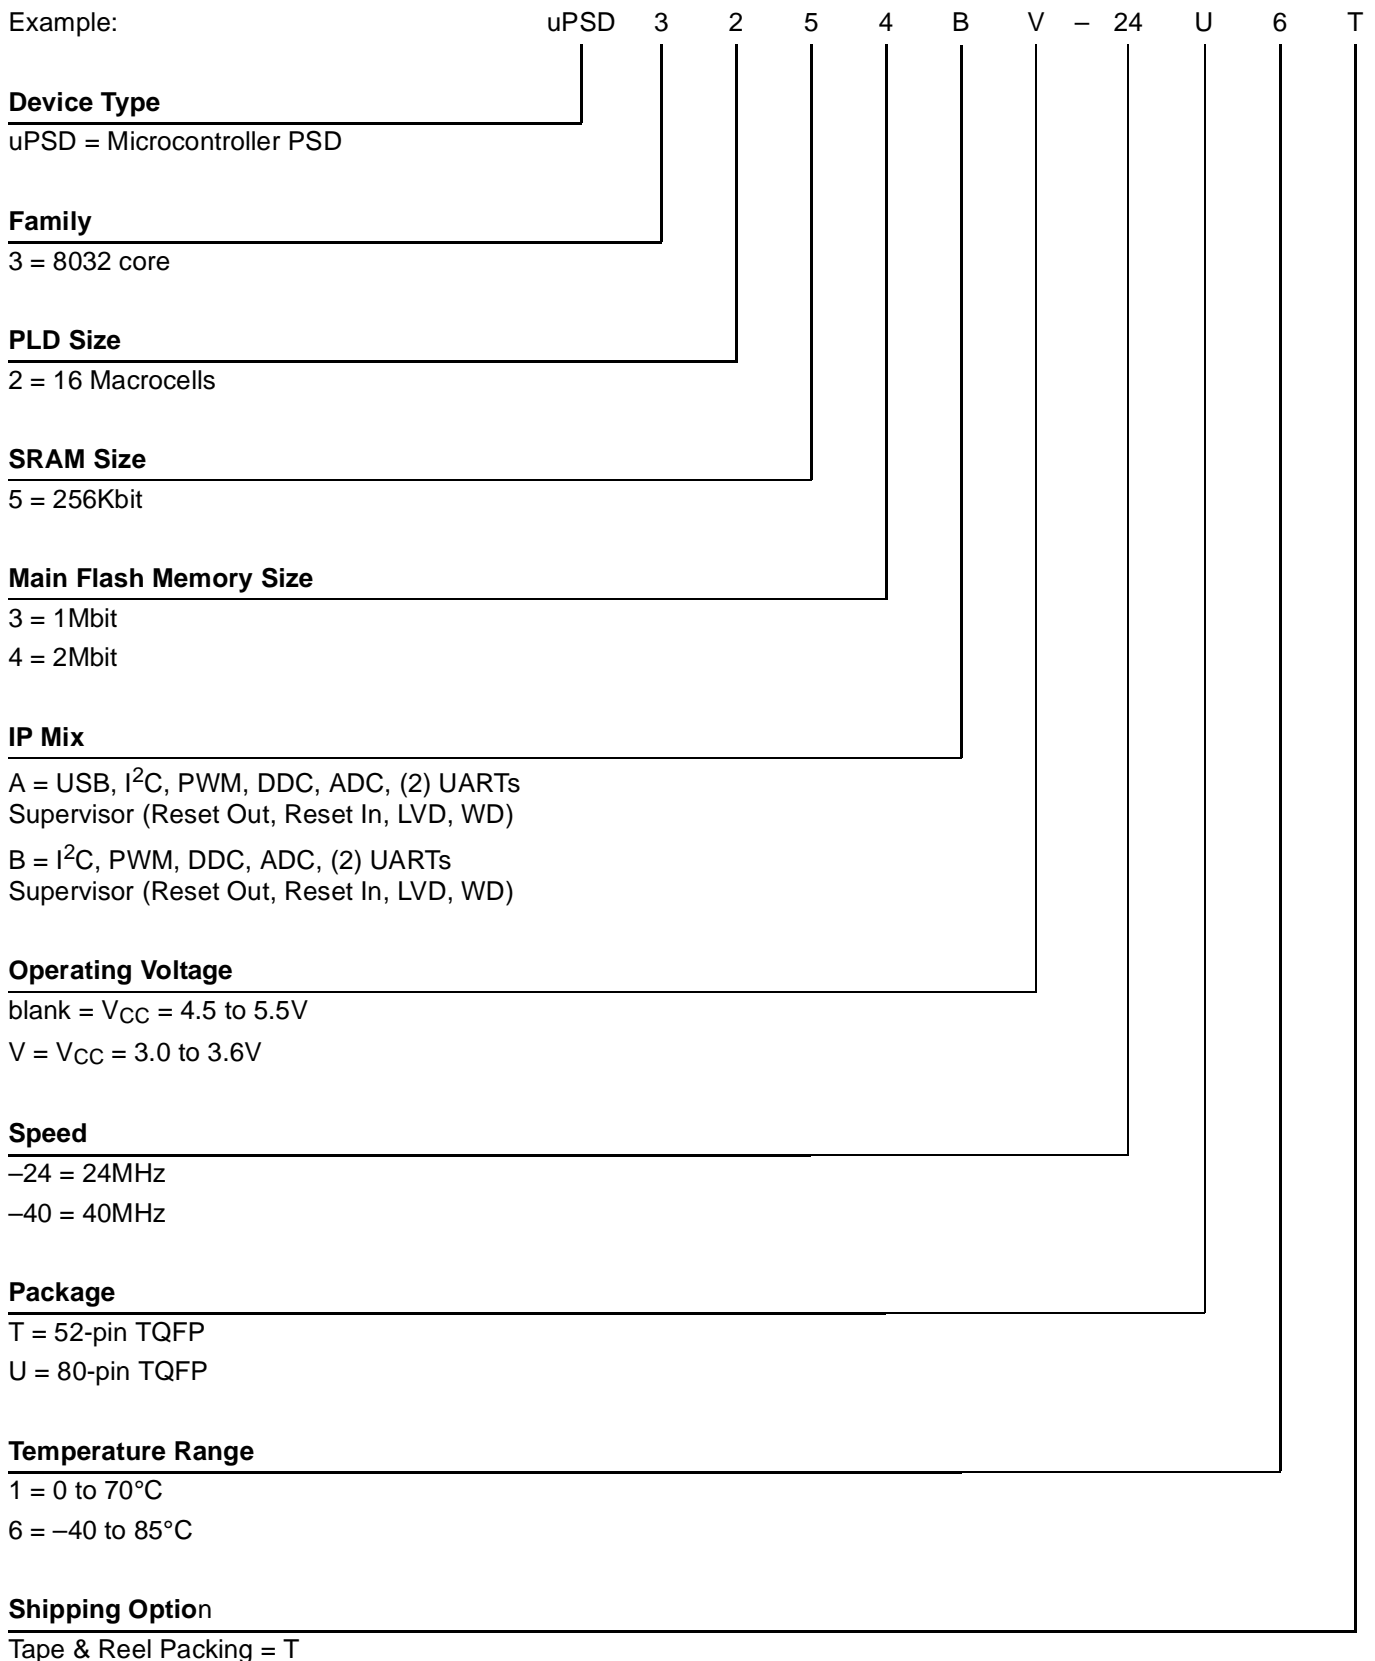 Example: uPSD 3 2 5 4 B V – 24 U 6 T
Device Type
uPSD = Microcontroller PSD
Family
3 = 8032 core
PLD Size
2 = 16 Macrocells
SRAM Size
5 = 256Kbit
Main Flash Memory Size
3 = 1Mbit
4 = 2Mbit
IP Mix
A = USB, I²C, PWM, DDC, ADC, (2) UARTs
Supervisor (Reset Out, Reset In, LVD, WD)
B = I²C, PWM, DDC, ADC, (2) UARTs
Supervisor (Reset Out, Reset In, LVD, WD)
Operating Voltage
blank = VCC = 4.5 to 5.5V
V = VCC = 3.0 to 3.6V
Speed
–24 = 24MHz
–40 = 40MHz
Package
T = 52-pin TQFP
U = 80-pin TQFP
Temperature Range
1 = 0 to 70°C
6 = –40 to 85°C
Shipping Option
Tape & Reel Packing = T